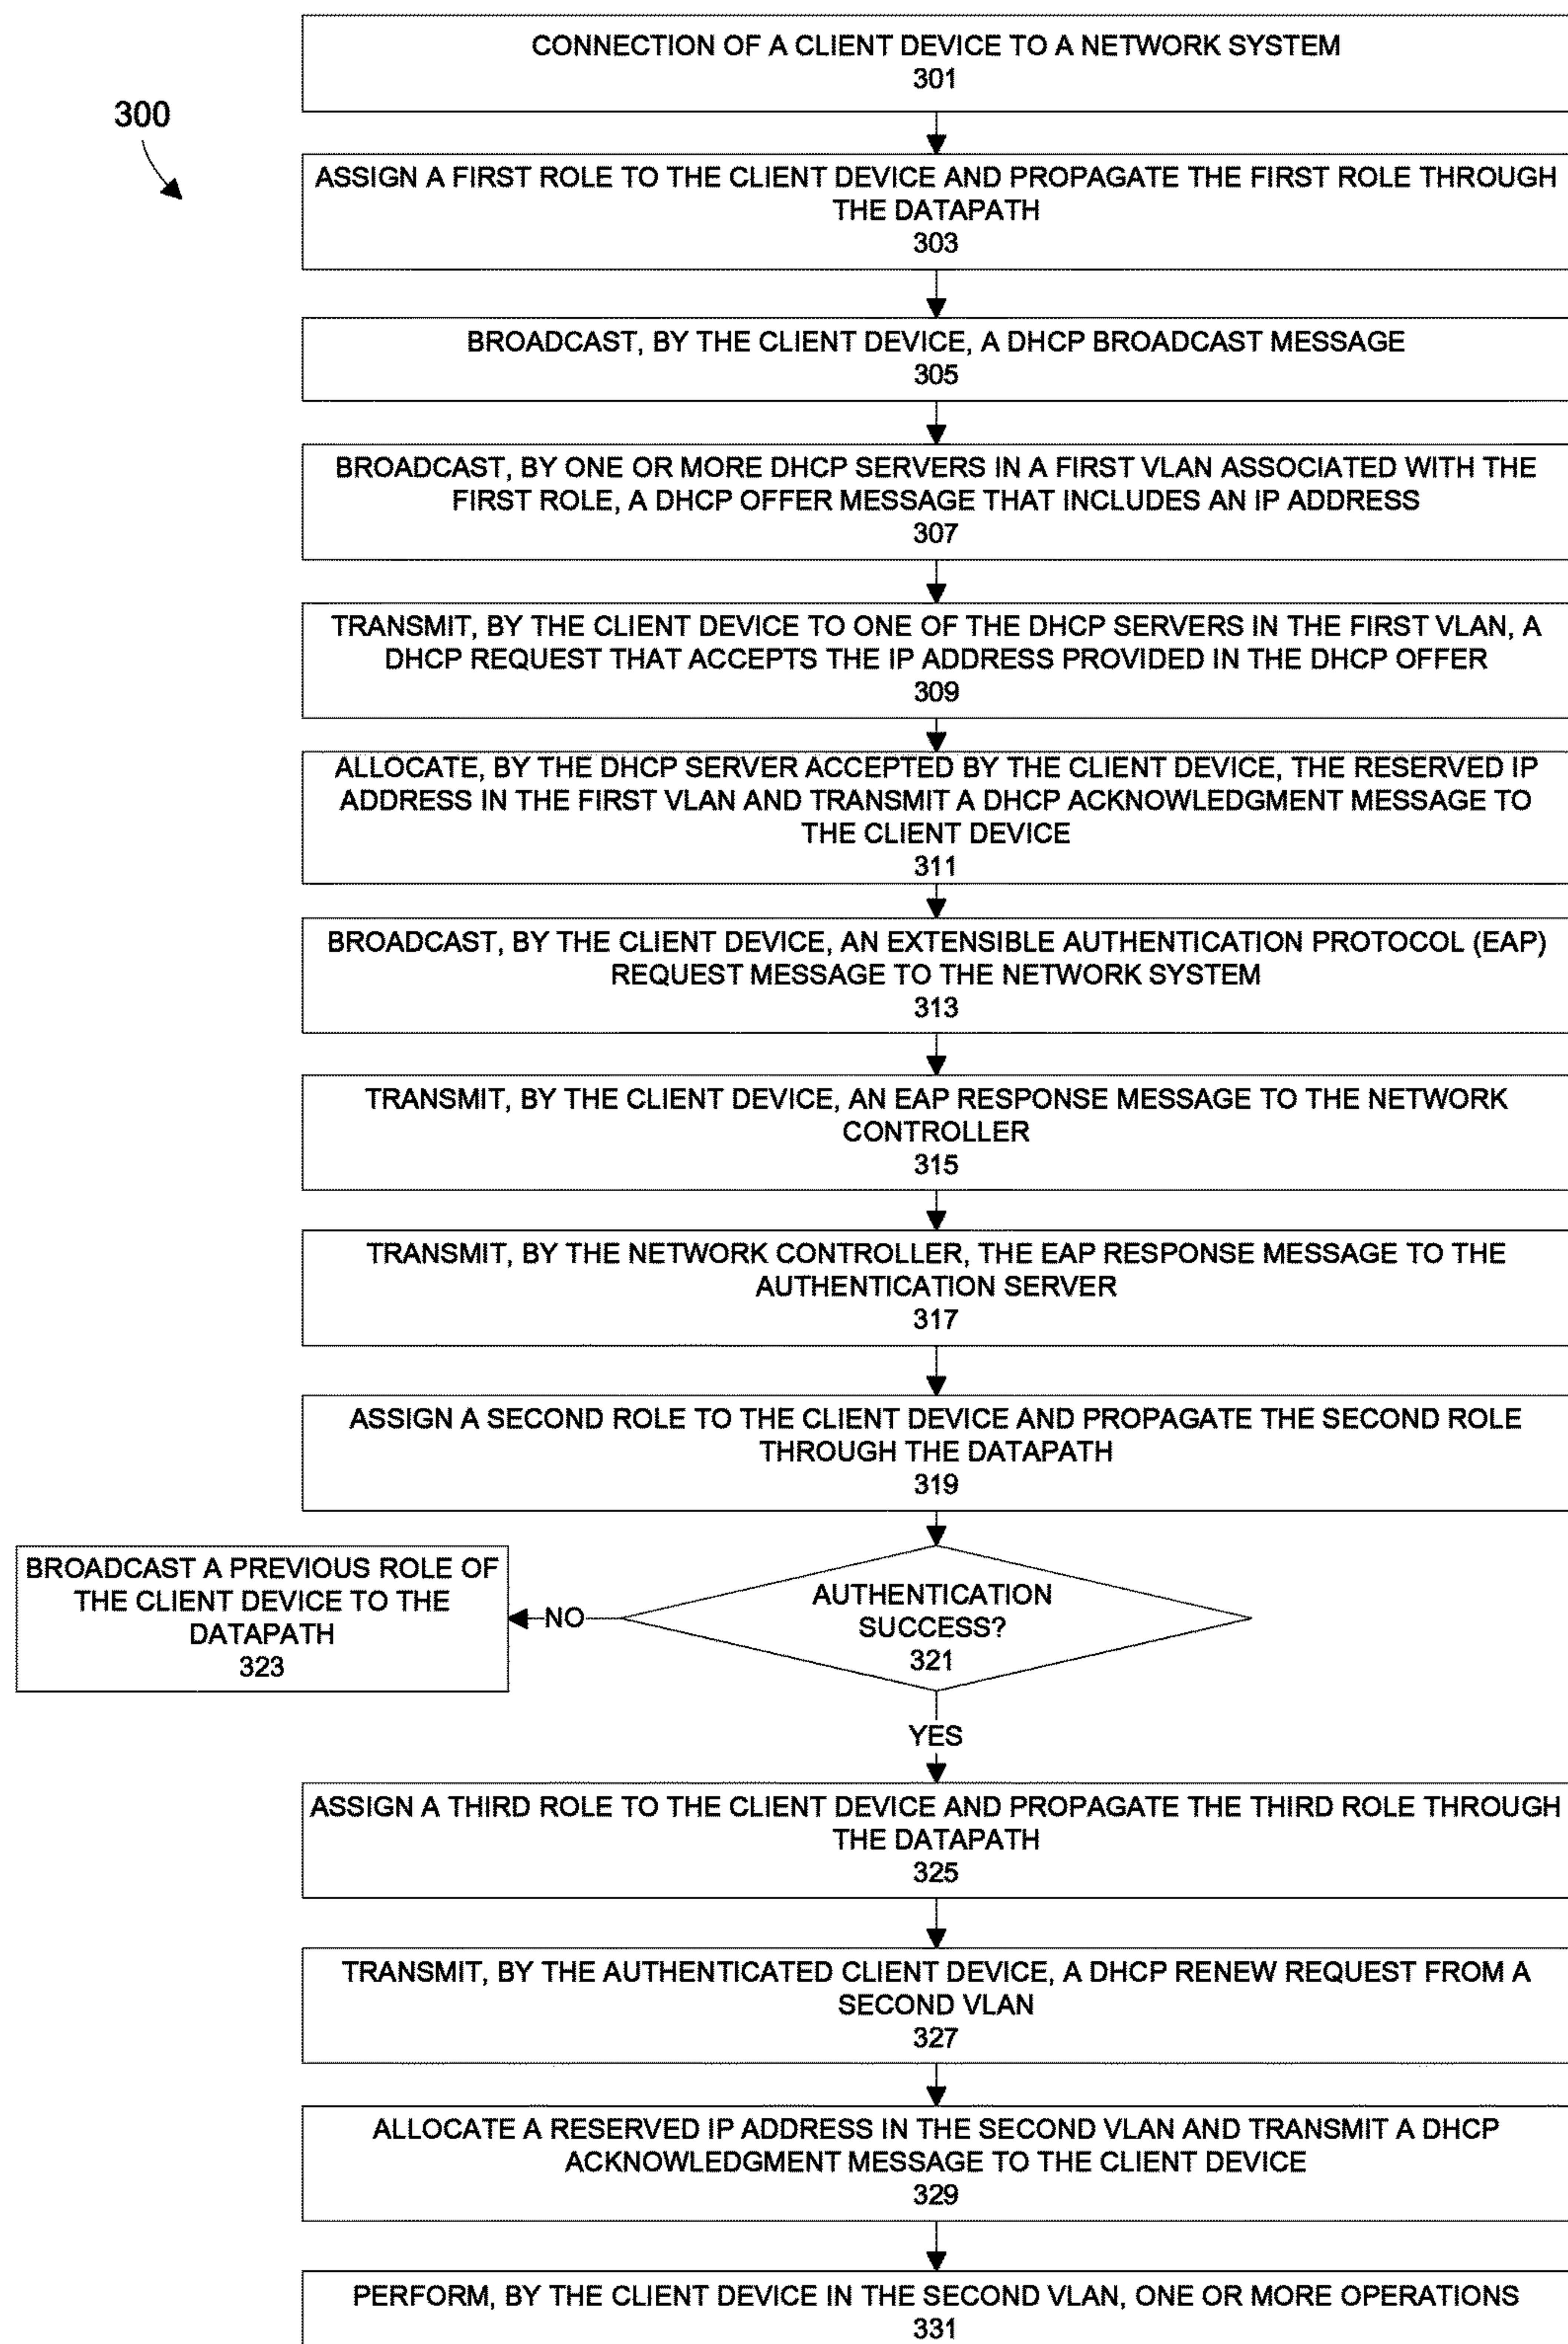 CONNECTION OF A CLIENT DEVICE TO A NETWORK SYSTEM
301
300
ASSIGN A FIRST ROLE TO THE CLIENT DEVICE AND PROPAGATE THE FIRST ROLE THROUGH
THE DATAPATH
303
BROADCAST, BY THE CLIENT DEVICE, A DHCP BROADCAST MESSAGE
305
BROADCAST, BY ONE OR MORE DHCP SERVERS IN A FIRST VLAN ASSOCIATED WITH THE
FIRST ROLE, A DHCP OFFER MESSAGE THAT INCLUDES AN IP ADDRESS
307
TRANSMIT, BY THE CLIENT DEVICE TO ONE OF THE DHCP SERVERS IN THE FIRST VLAN, A
DHCP REQUEST THAT ACCEPTS THE IP ADDRESS PROVIDED IN THE DHCP OFFER
309
ALLOCATE, BY THE DHCP SERVER ACCEPTED BY THE CLIENT DEVICE, THE RESERVED IP
ADDRESS IN THE FIRST VLAN AND TRANSMIT A DHCP ACKNOWLEDGMENT MESSAGE TO
THE CLIENT DEVICE
311
BROADCAST, BY THE CLIENT DEVICE, AN EXTENSIBLE AUTHENTICATION PROTOCOL (EAP)
REQUEST MESSAGE TO THE NETWORK SYSTEM
313
TRANSMIT, BY THE CLIENT DEVICE, AN EAP RESPONSE MESSAGE TO THE NETWORK
CONTROLLER
315
TRANSMIT, BY THE NETWORK CONTROLLER, THE EAP RESPONSE MESSAGE TO THE
AUTHENTICATION SERVER
317
ASSIGN A SECOND ROLE TO THE CLIENT DEVICE AND PROPAGATE THE SECOND ROLE
THROUGH THE DATAPATH
319
AUTHENTICATION
SUCCESS?
321
NO
BROADCAST A PREVIOUS ROLE OF
THE CLIENT DEVICE TO THE
DATAPATH
323
YES
ASSIGN A THIRD ROLE TO THE CLIENT DEVICE AND PROPAGATE THE THIRD ROLE THROUGH
THE DATAPATH
325
TRANSMIT, BY THE AUTHENTICATED CLIENT DEVICE, A DHCP RENEW REQUEST FROM A
SECOND VLAN
327
ALLOCATE A RESERVED IP ADDRESS IN THE SECOND VLAN AND TRANSMIT A DHCP
ACKNOWLEDGMENT MESSAGE TO THE CLIENT DEVICE
329
PERFORM, BY THE CLIENT DEVICE IN THE SECOND VLAN, ONE OR MORE OPERATIONS
331